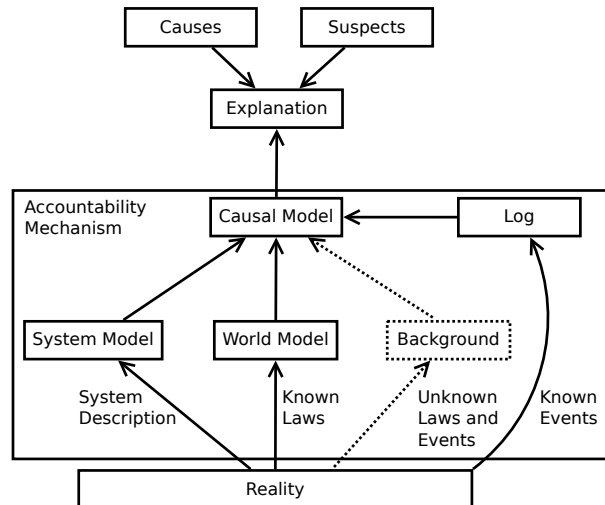 Causes
Suspects
Explanation
Accountability
Mechanism
Causal Model
Log
System Model
World Model
Background
System
Description
Known
Laws
Unknown
Laws and
Events
Known
Events
Reality